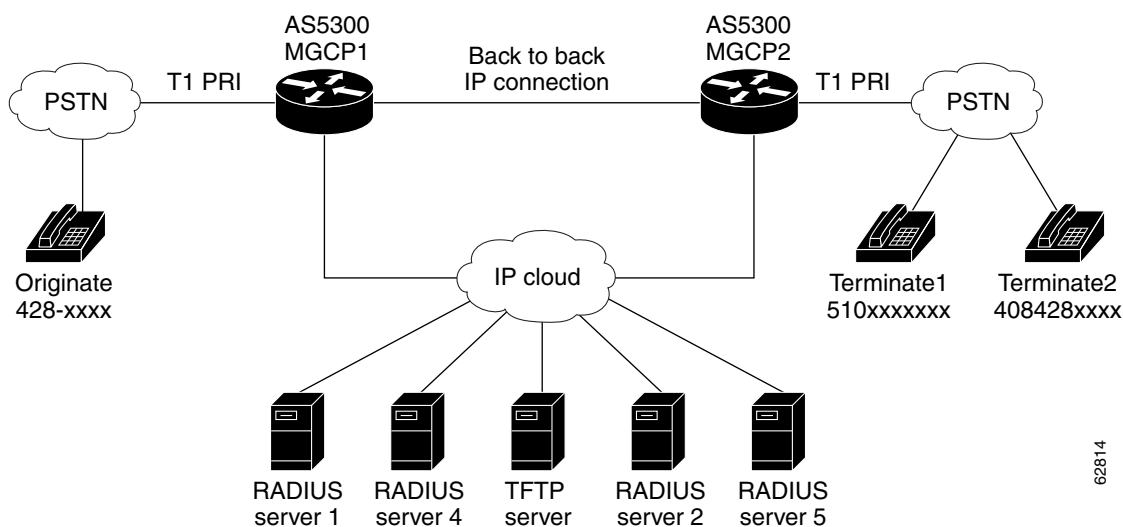 AS5300
MGCP1
AS5300
MGCP2
Back to back
IP connection
T1 PRI
T1 PRI
PSTN
PSTN
Originate
428-xxxx
IP cloud
Terminate1
510xxxxxxx
Terminate2
408428xxxx
RADIUS
server 1
RADIUS
server 4
TFTP
server
RADIUS
server 2
RADIUS
server 5
62814